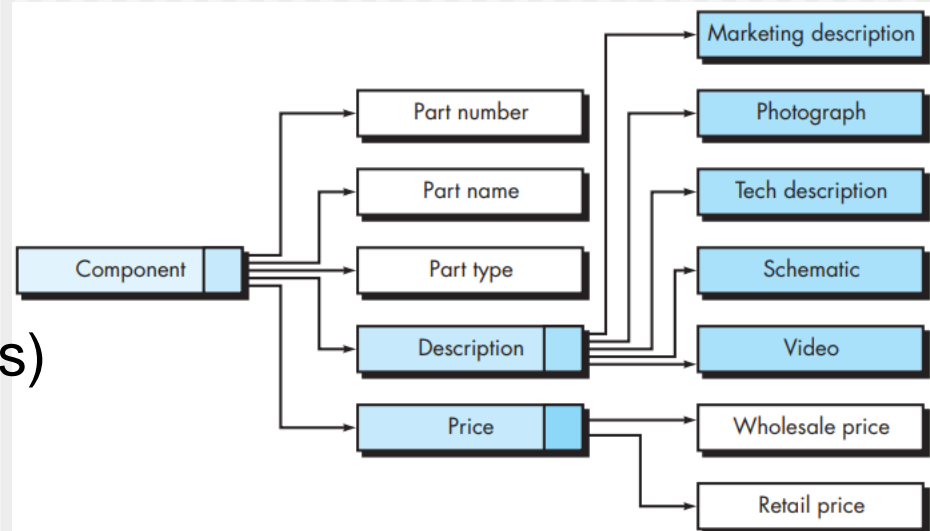 Marketing description
Part number
Photograph
Part name
Tech description
Component
Part type
Schematic
s)
Description
Video
Price
Wholesale price
Retail price